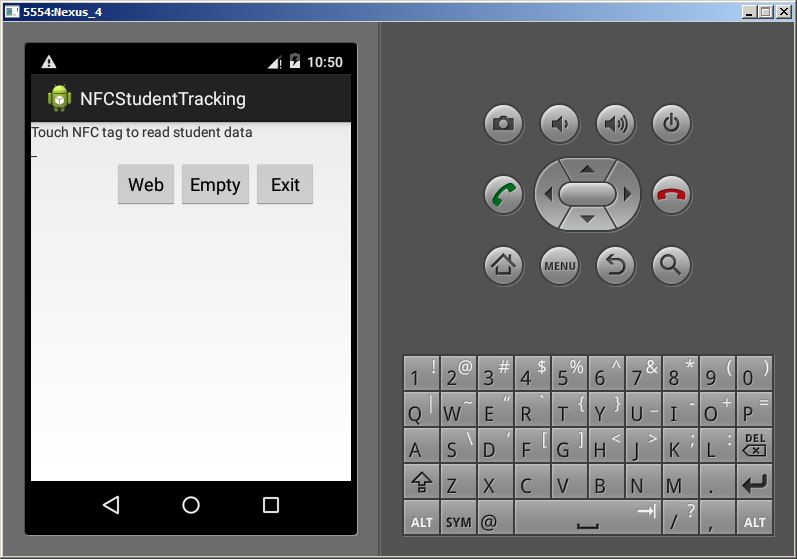 5554:Nexus_4
10:50
NFCStudentTracking
Touch NFC tag to read student data
_
Web Empty Exit
MENU
1 ! 2 @ 3 # 4 $ 5 % 6 ^ 7 & 8 * 9 ( 0 )
Q | W ~ E “ R ` T { Y } U _ I - O + P =
A S \ D ‘ F [ G ] H < J > K ; L : DEL
Z X C V B N M .
ALT SYM @ / ? , ALT